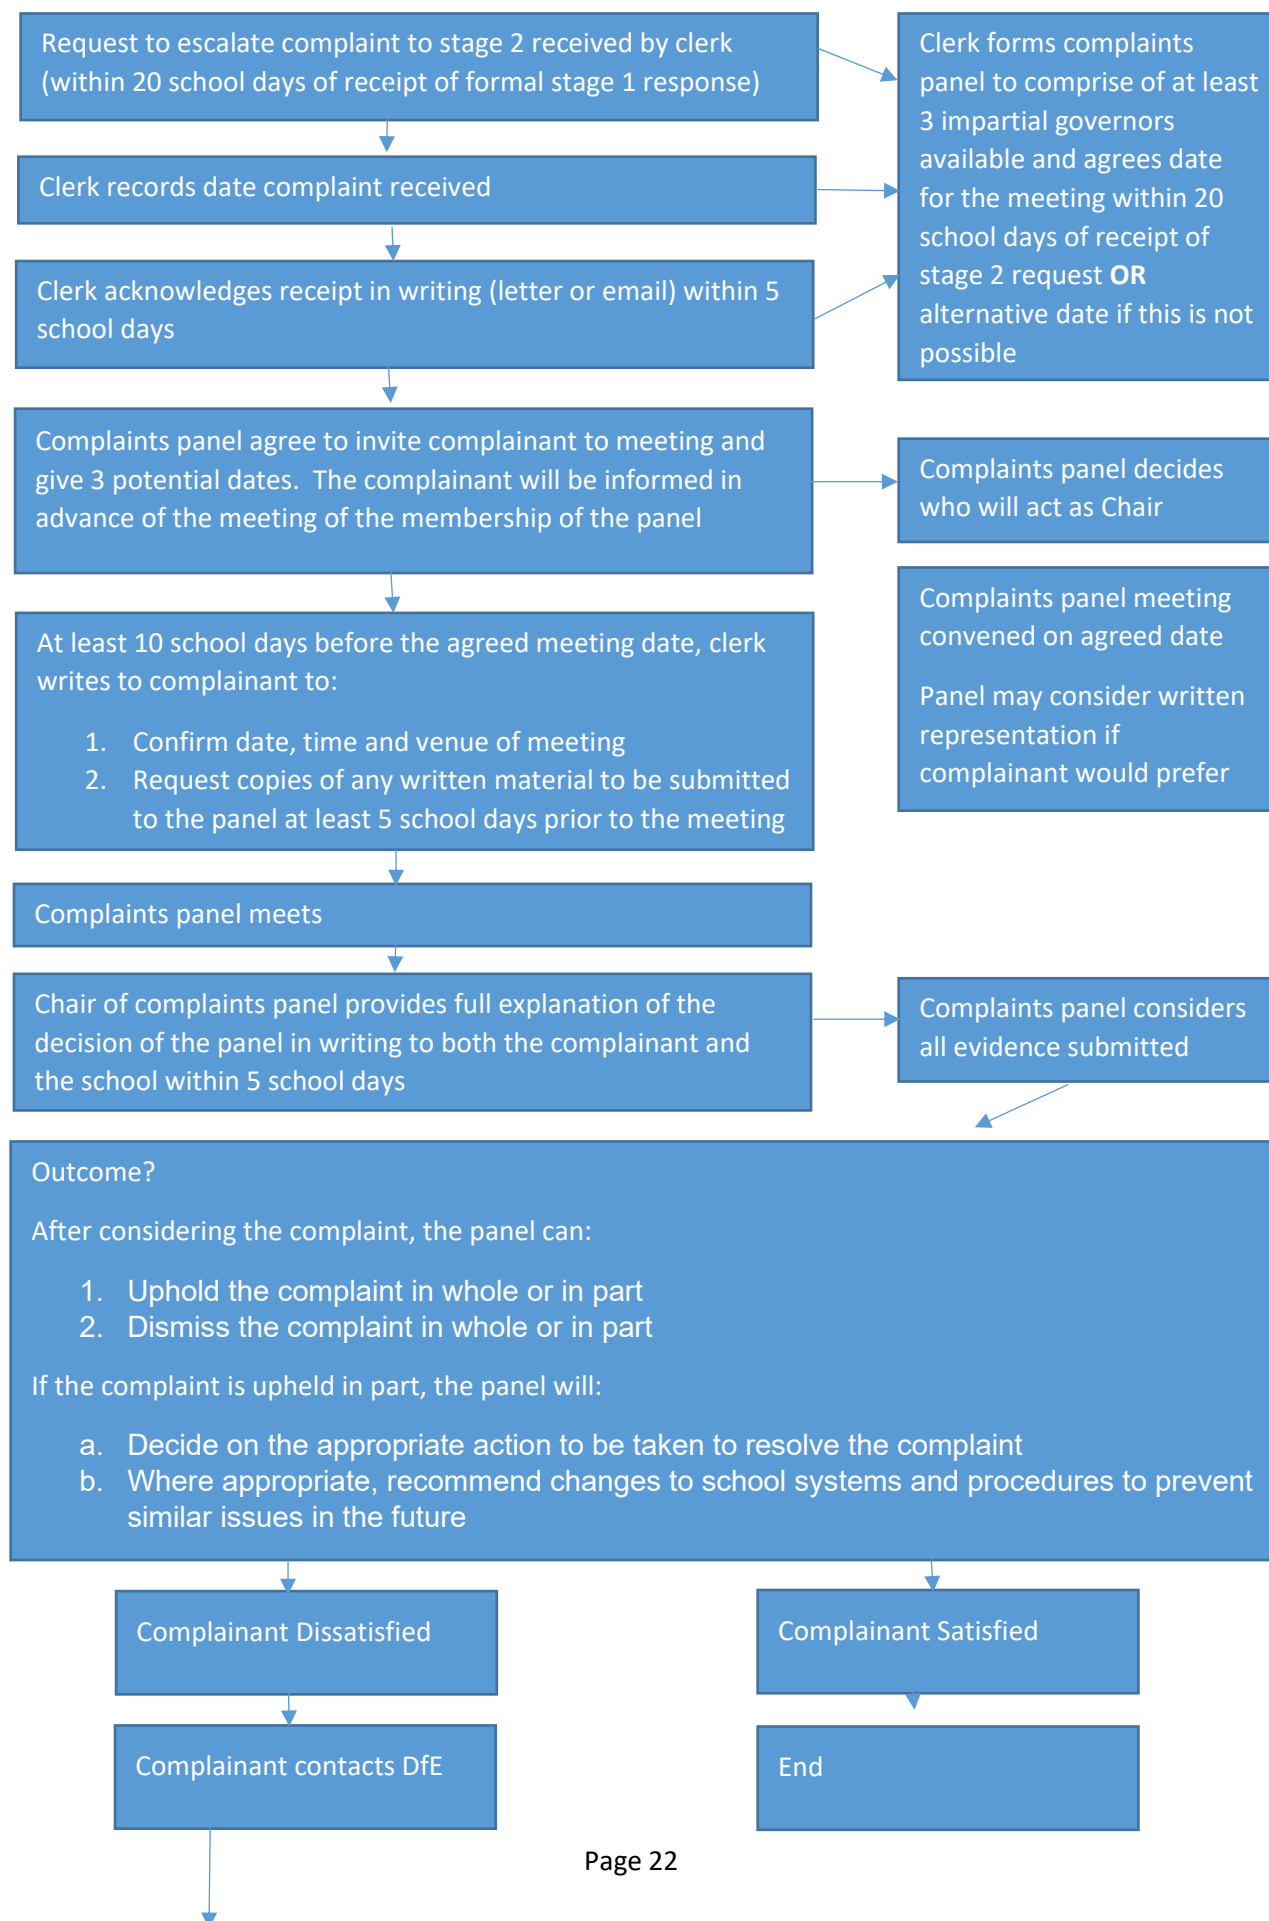 Request to escalate complaint to stage 2 received by clerk
(within 20 school days of receipt of formal stage 1 response)
Clerk forms complaints
panel to comprise of at least
3 impartial governors
available and agrees date
for the meeting within 20
school days of receipt of
stage 2 request OR
alternative date if this is not
possible
Clerk records date complaint received
Clerk acknowledges receipt in writing (letter or email) within 5
school days
Complaints panel agree to invite complainant to meeting and
give 3 potential dates.  The complainant will be informed in
advance of the meeting of the membership of the panel
Complaints panel decides
who will act as Chair
Complaints panel meeting
convened on agreed date
Panel may consider written
representation if
complainant would prefer
At least 10 school days before the agreed meeting date, clerk
writes to complainant to:
1. Confirm date, time and venue of meeting
2. Request copies of any written material to be submitted
to the panel at least 5 school days prior to the meeting
Complaints panel meets
Chair of complaints panel provides full explanation of the
decision of the panel in writing to both the complainant and
the school within 5 school days
Complaints panel considers
all evidence submitted
Outcome?
After considering the complaint, the panel can:
1. Uphold the complaint in whole or in part
2. Dismiss the complaint in whole or in part
If the complaint is upheld in part, the panel will:
a. Decide on the appropriate action to be taken to resolve the complaint
b. Where appropriate, recommend changes to school systems and procedures to prevent
similar issues in the future
Complainant Dissatisfied
Complainant Satisfied
Complainant contacts DfE
End
Page 22